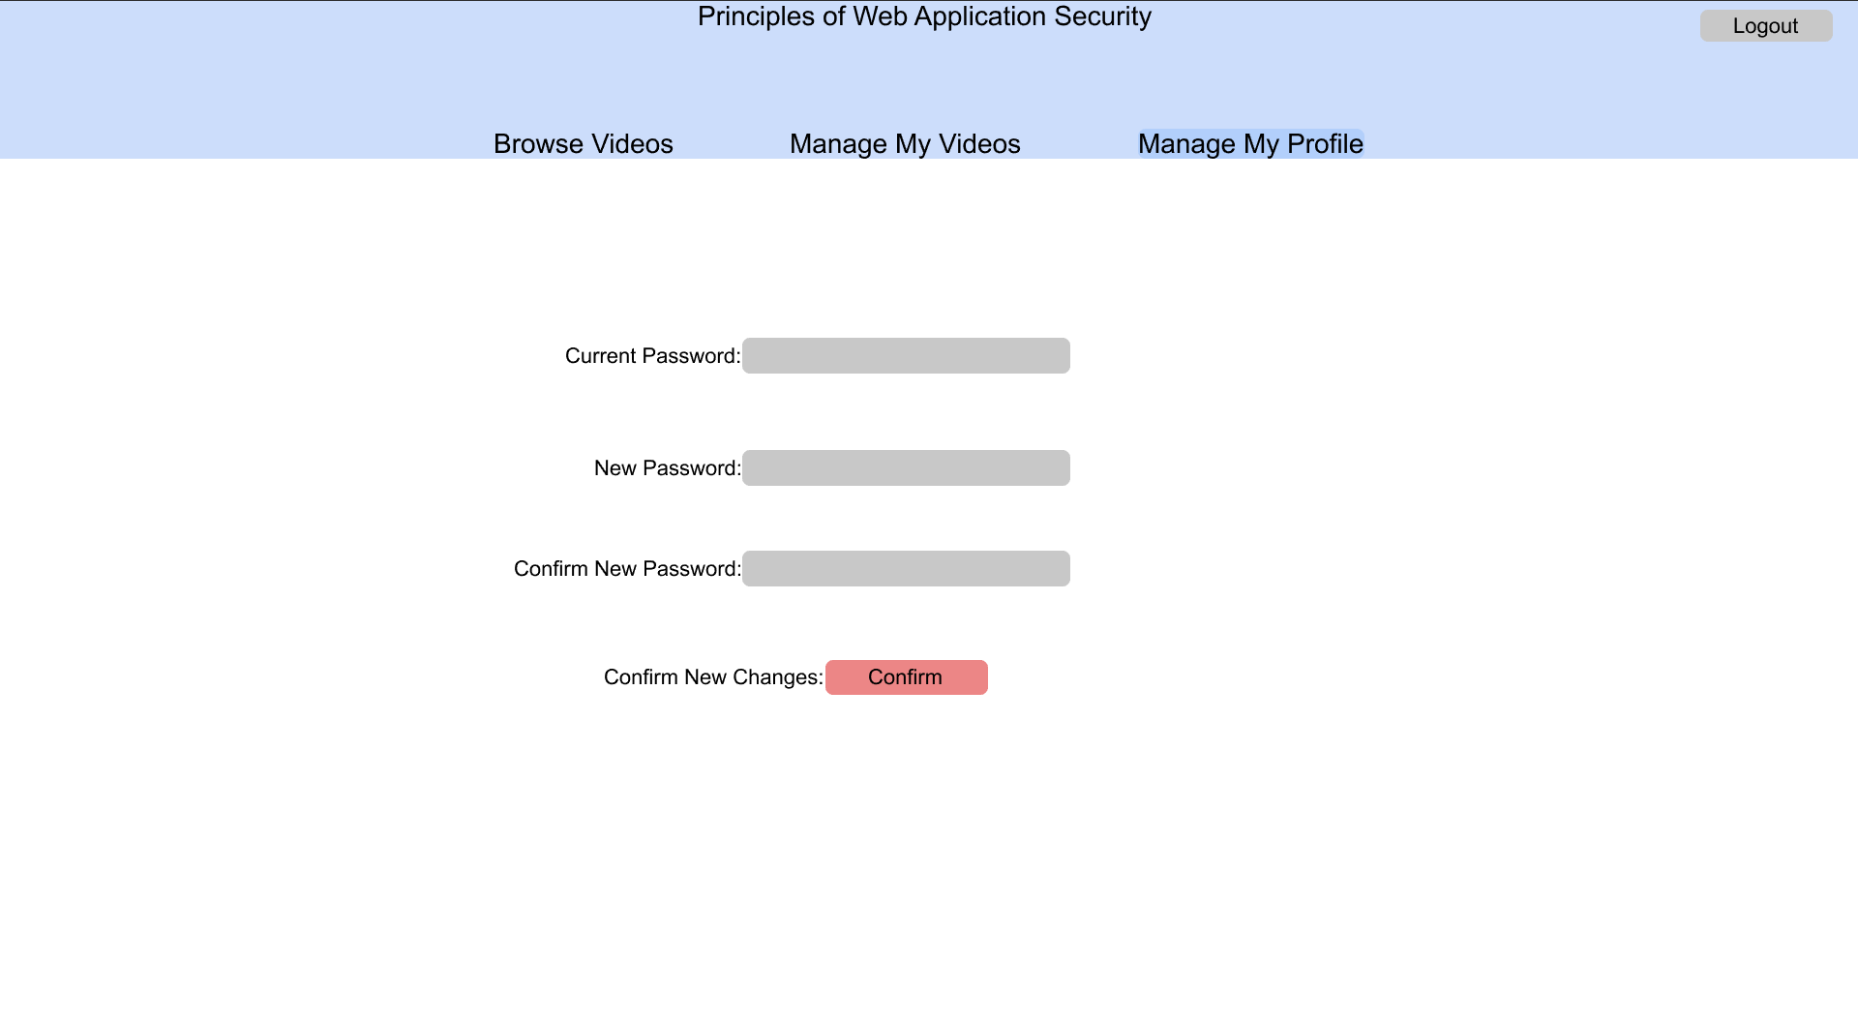 Principles of Web Application Security
Logout
Browse Videos Manage My Videos Manage My Profile
Current Password:
New Password:
Confirm New Password:
Confirm New Changes: Confirm